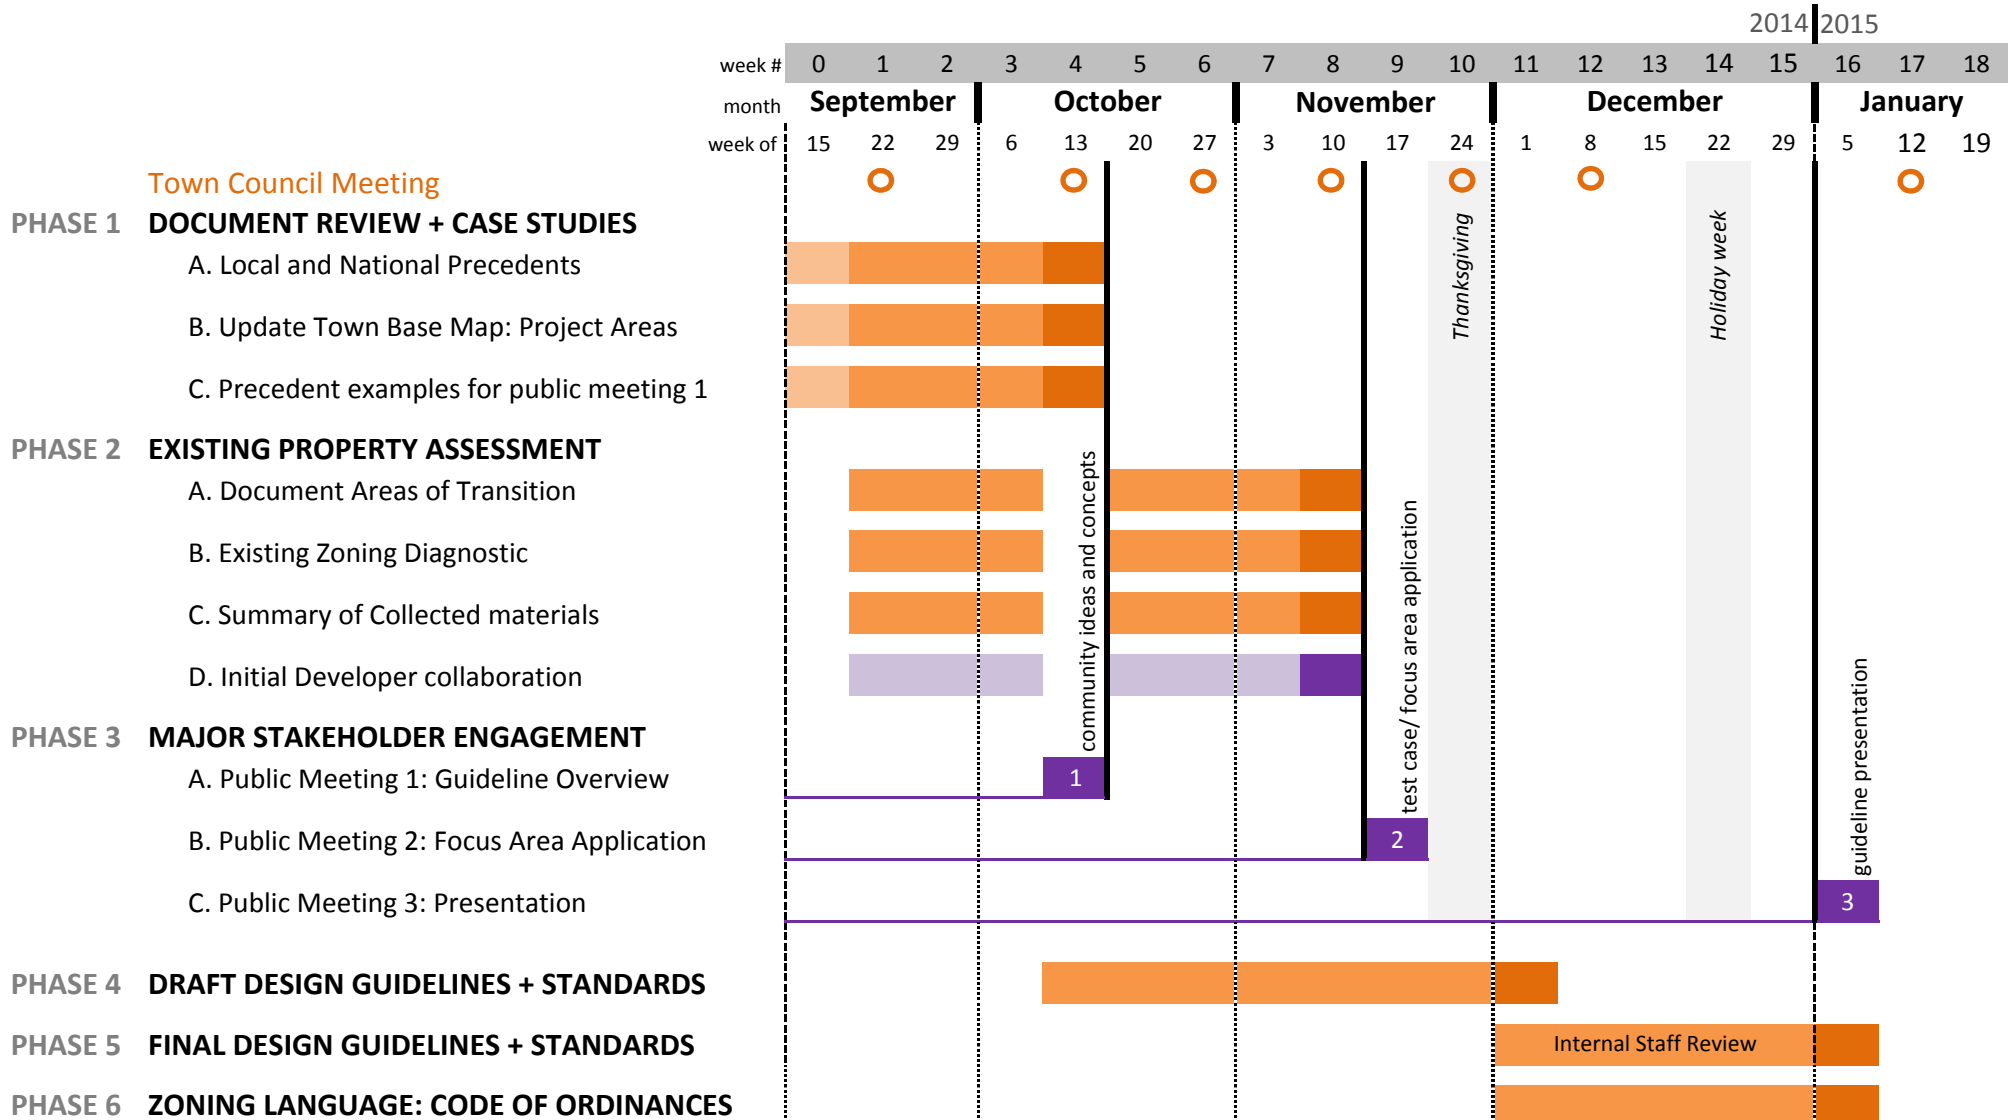 2014 2015
week # 0 1 2 3 4 5 6 7 8 9 10 11 12 13 14 15 16 17 18
month September October November December January
week of 15 22 29 6 13 20 27 3 10 17 24 1 8 15 22 29 5 12 19
Town Council Meeting
PHASE 1 DOCUMENT REVIEW + CASE STUDIES
A. Local and National Precedents
B. Update Town Base Map: Project Areas
C. Precedent examples for public meeting 1
Thanksgiving
Holiday week
PHASE 2 EXISTING PROPERTY ASSESSMENT
A. Document Areas of Transition
B. Existing Zoning Diagnostic
C. Summary of Collected materials
D. Initial Developer collaboration
community ideas and concepts
test case/ focus area application
guideline presentation
PHASE 3 MAJOR STAKEHOLDER ENGAGEMENT
A. Public Meeting 1: Guideline Overview 1
B. Public Meeting 2: Focus Area Application 2
C. Public Meeting 3: Presentation 3
PHASE 4 DRAFT DESIGN GUIDELINES + STANDARDS
PHASE 5 FINAL DESIGN GUIDELINES + STANDARDS Internal Staff Review
PHASE 6 ZONING LANGUAGE: CODE OF ORDINANCES